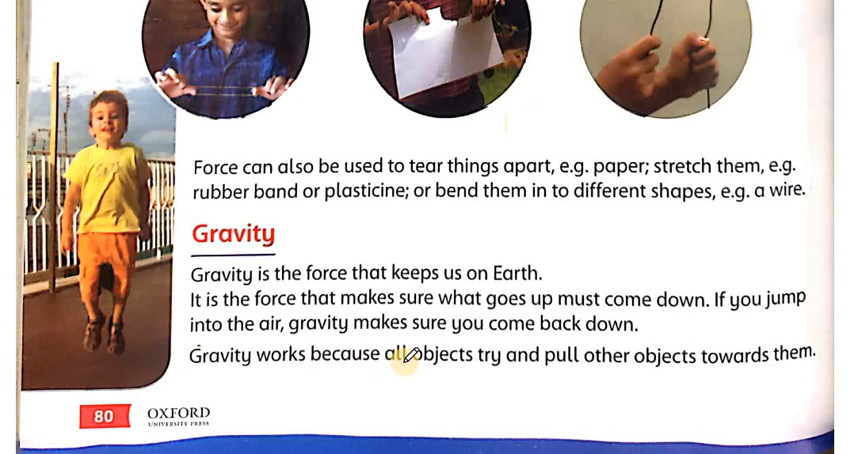 Force can also be used to tear things apart, e.g. paper; stretch them, e.g.
rubber band or plasticine; or bend them in to different shapes, e.g. a wire.
Gravity
Gravity is the force that keeps us on Earth.
It is the force that makes sure what goes up must come down. If you jump
into the air, gravity makes sure you come back down.
Gravity works because all objects try and pull other objects towards them.
80
OXFORD
UNIVERSITY PRESS